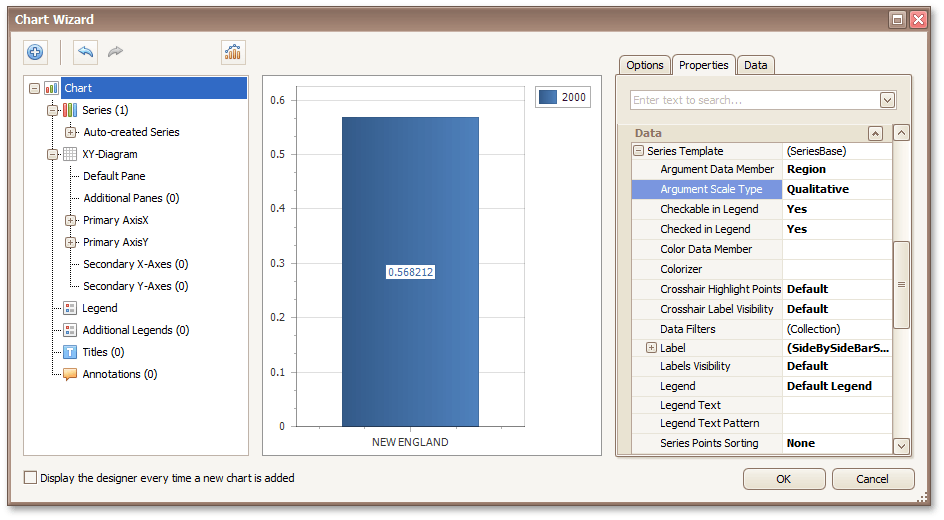 Chart Wizard
Options Properties Data
Enter text to search...
Chart
Series (1)
Auto-created Series
XY-Diagram
Default Pane
Additional Panes (0)
Primary AxisX
Primary AxisY
Secondary X-Axes (0)
Secondary Y-Axes (0)
Legend
Additional Legends (0)
Titles (0)
Annotations (0)
2000
0.6
0.5
0.4
0.3
0.2
0.1
0
0.568212
NEW ENGLAND
Data
Series Template (SeriesBase)
Argument Data Member Region
Argument Scale Type Qualitative
Checkable in Legend Yes
Checked in Legend Yes
Color Data Member
Colorizer
Crosshair Highlight Points Default
Crosshair Label Visibility Default
Data Filters (Collection)
Label (SideBySideBarS...
Labels Visibility Default
Legend Default Legend
Legend Text
Legend Text Pattern
Series Points Sorting None
Display the designer every time a new chart is added
OK Cancel